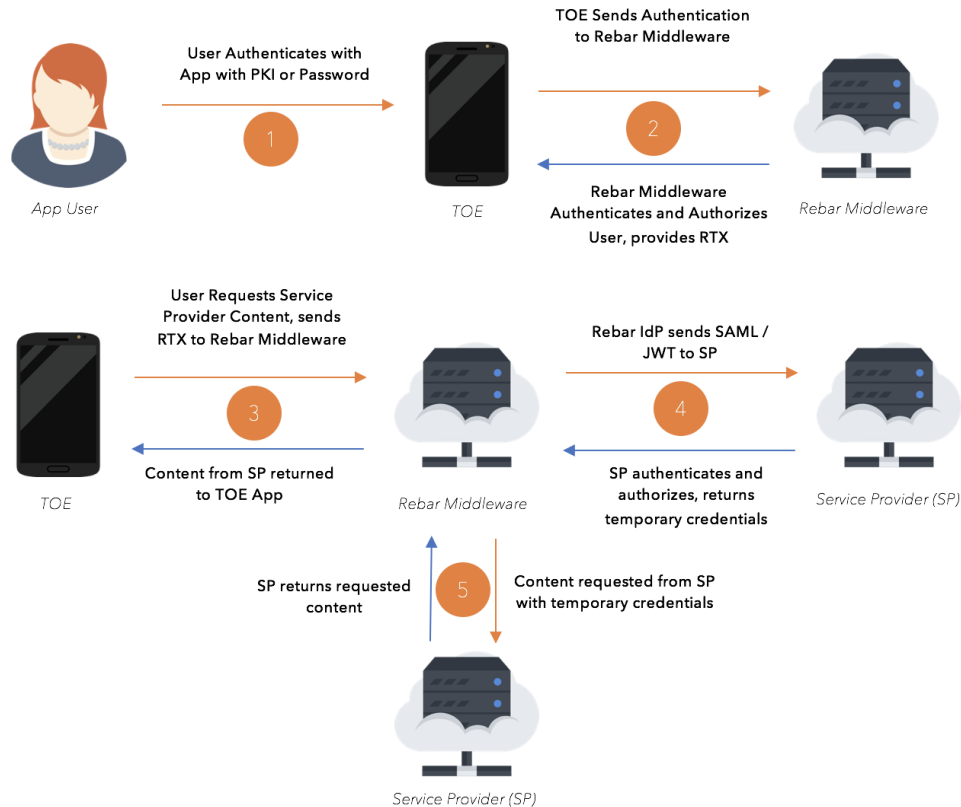 User Authenticates with
App with PKI or Password
1
App User
TOE
TOE Sends Authentication
to Rebar Middleware
2
Rebar Middleware
Authenticates and Authorizes
User, provides RTX
Rebar Middleware
User Requests Service
Provider Content, sends
RTX to Rebar Middleware
3
Content from SP returned
to TOE App
TOE
Rebar Middleware
Rebar IdP sends SAML /
JWT to SP
4
SP authenticates and
authorizes, returns
temporary credentials
Service Provider (SP)
SP returns requested
content
5
Content requested from SP
with temporary credentials
Service Provider (SP)